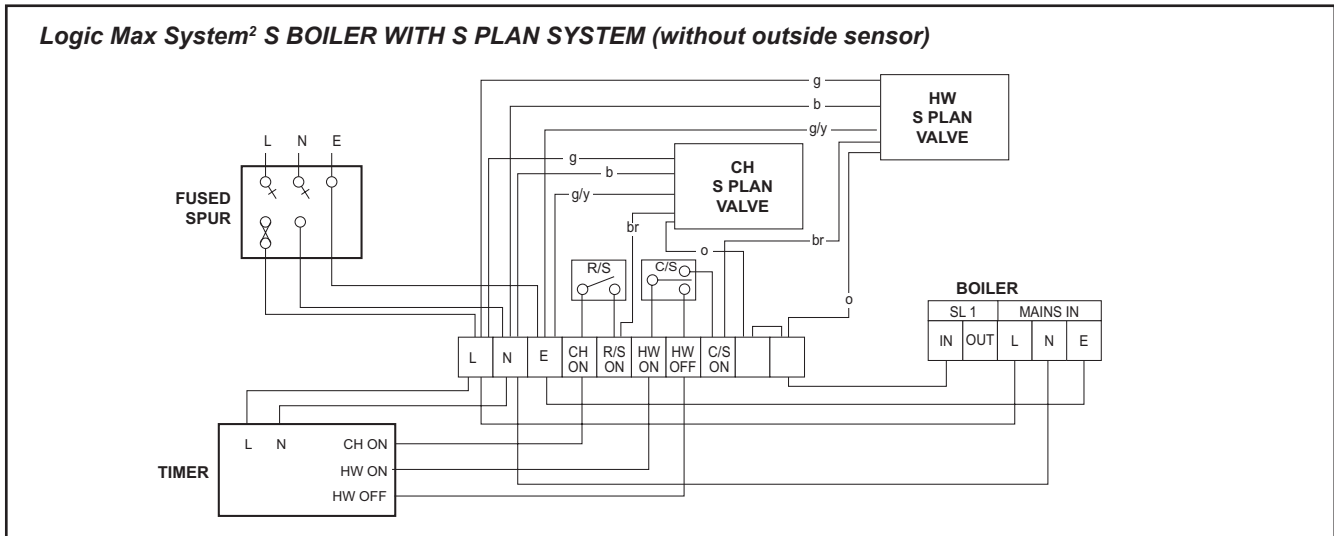 Logic Max System² S BOILER WITH S PLAN SYSTEM (without outside sensor)
g
HW
S PLAN
VALVE
b
g/y
L N E
FUSED
SPUR
g
CH
S PLAN
VALVE
b
g/y
br
o
br
R/S
C/S
o
BOILER
SL 1 MAINS IN
IN OUT L N E
L N E CH ON R/S ON HW ON HW OFF C/S ON
TIMER
L N CH ON
HW ON
HW OFF